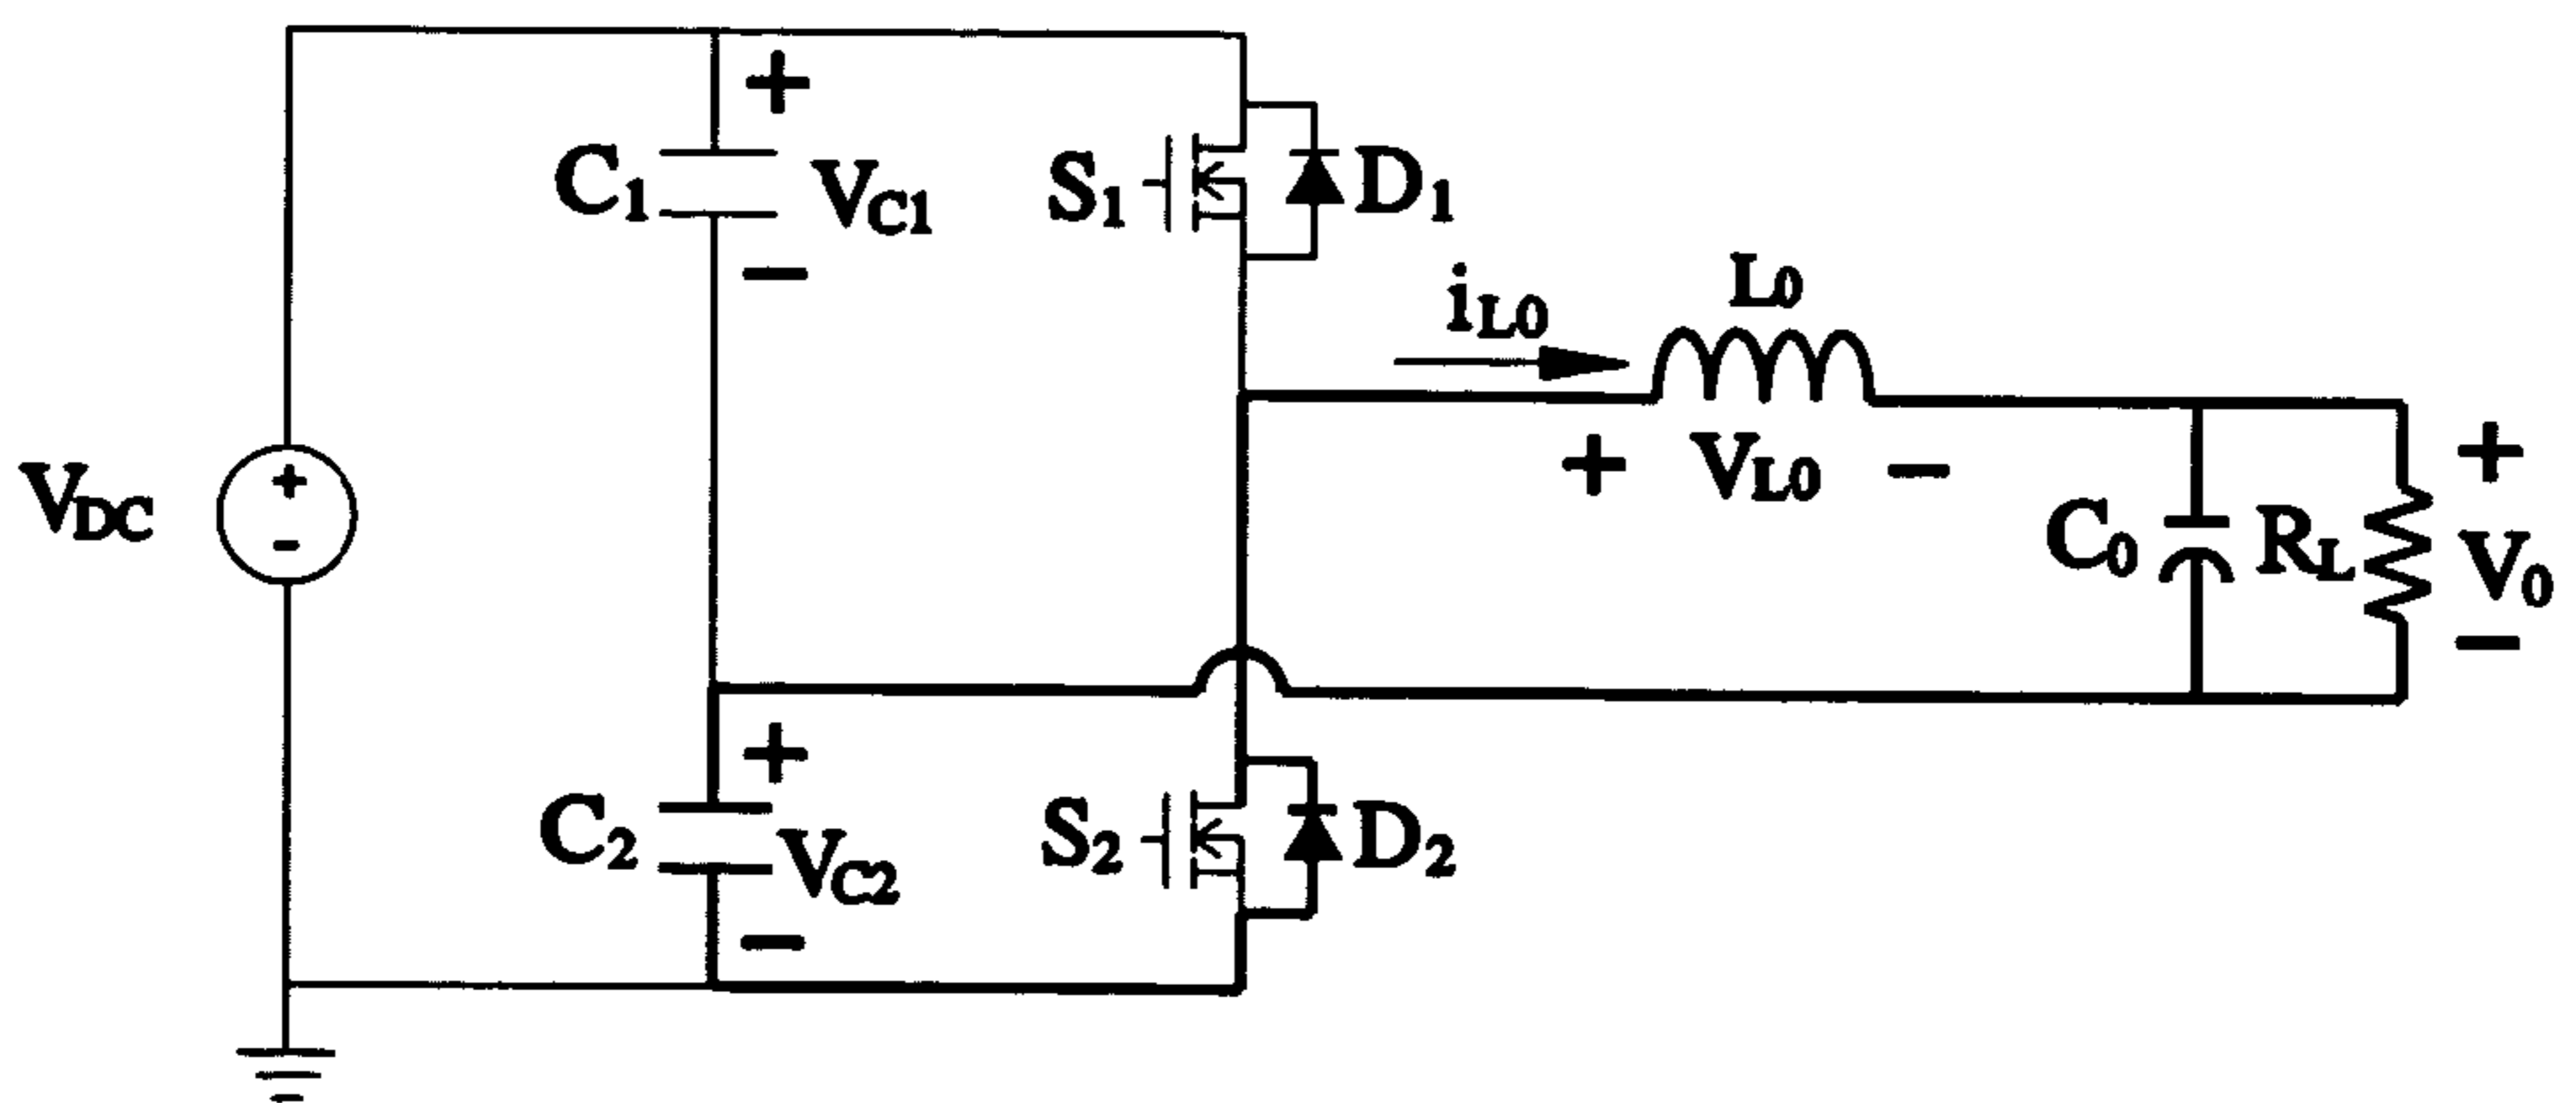 +
C1
VC1
−
S1
D1
iL0
L0
+ VL0 −
VDC
+
-
C0
RL
+
V0
−
+
C2
VC2
−
S2
D2